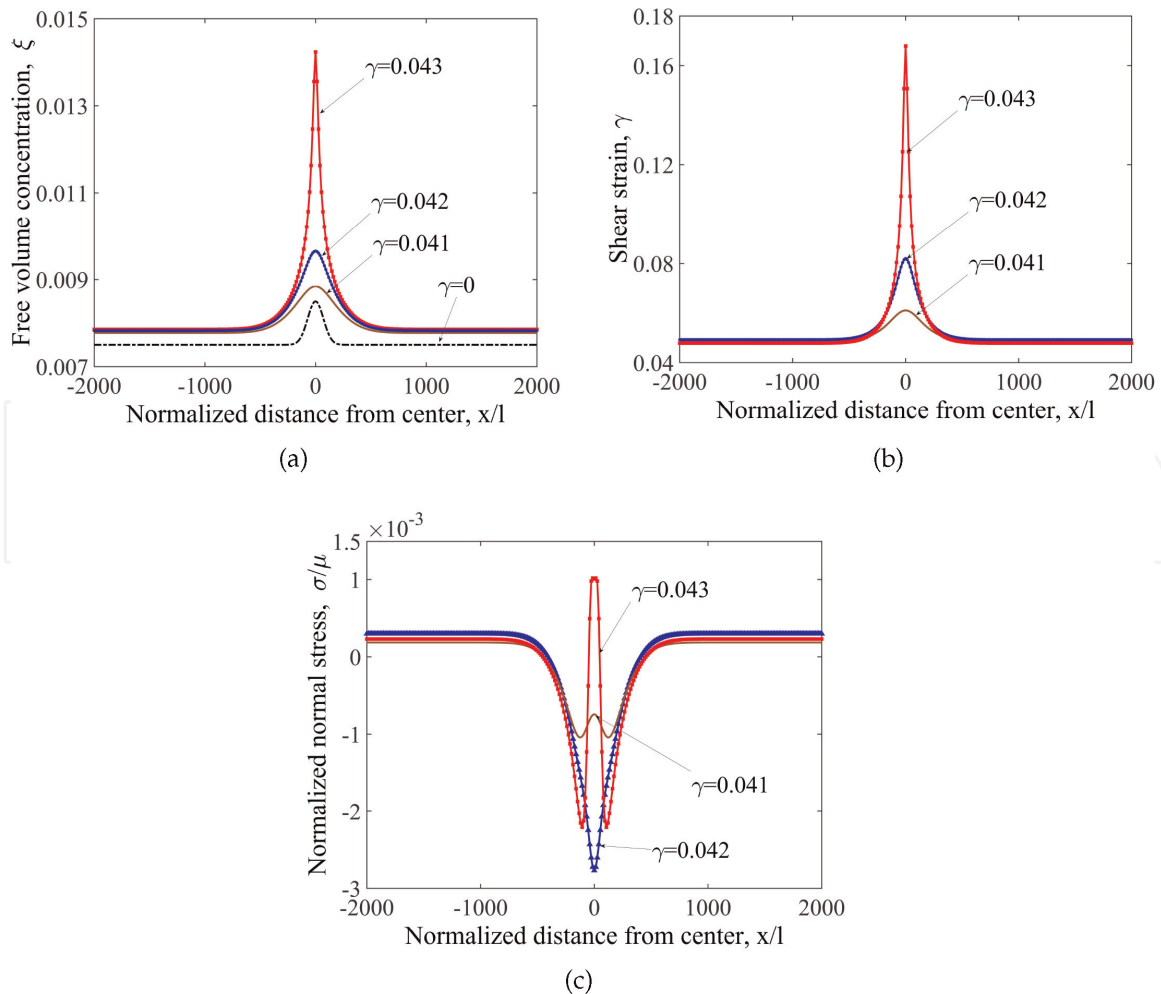 0.015
0.013
0.011
0.009
0.007
Free volume concentration, ξ
γ=0.043
γ=0.042
γ=0.041
γ=0
-2000 -1000 0 1000 2000
Normalized distance from center, x/l
(a)
0.18
0.16
0.12
0.08
0.04
Shear strain, γ
γ=0.043
γ=0.042
γ=0.041
-2000 -1000 0 1000 2000
Normalized distance from center, x/l
(b)
×10⁻³
1.5
1
0
-1
-2
-3
Normalized normal stress, σ/μ
γ=0.043
γ=0.041
γ=0.042
-2000 -1000 0 1000 2000
Normalized distance from center, x/l
(c)